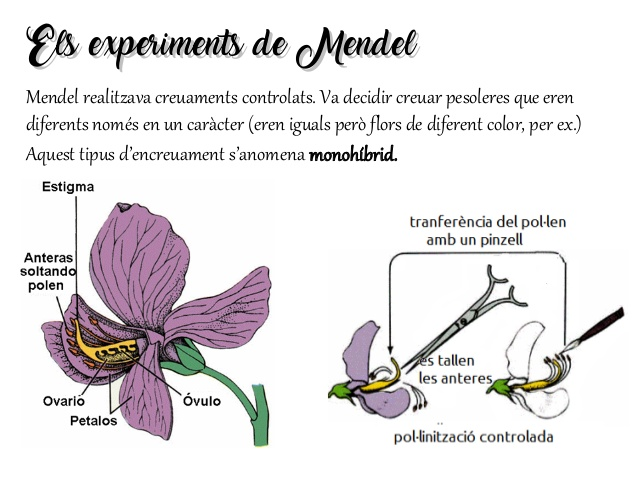 Els experiments de Mendel
Mendel realitzava creuaments controlats. Va decidir creuar pesoleres que eren
diferents només en un caràcter (eren iguals però flors de diferent color, per ex.)
Aquest tipus d'encreuament s'anomena monohíbrid.
Estigma
Anteras
soltando
polen
Ovario
Petalos
Óvulo
tranferència del pol·len
amb un pinzell
es tallen
les anteres
pol·linització controlada